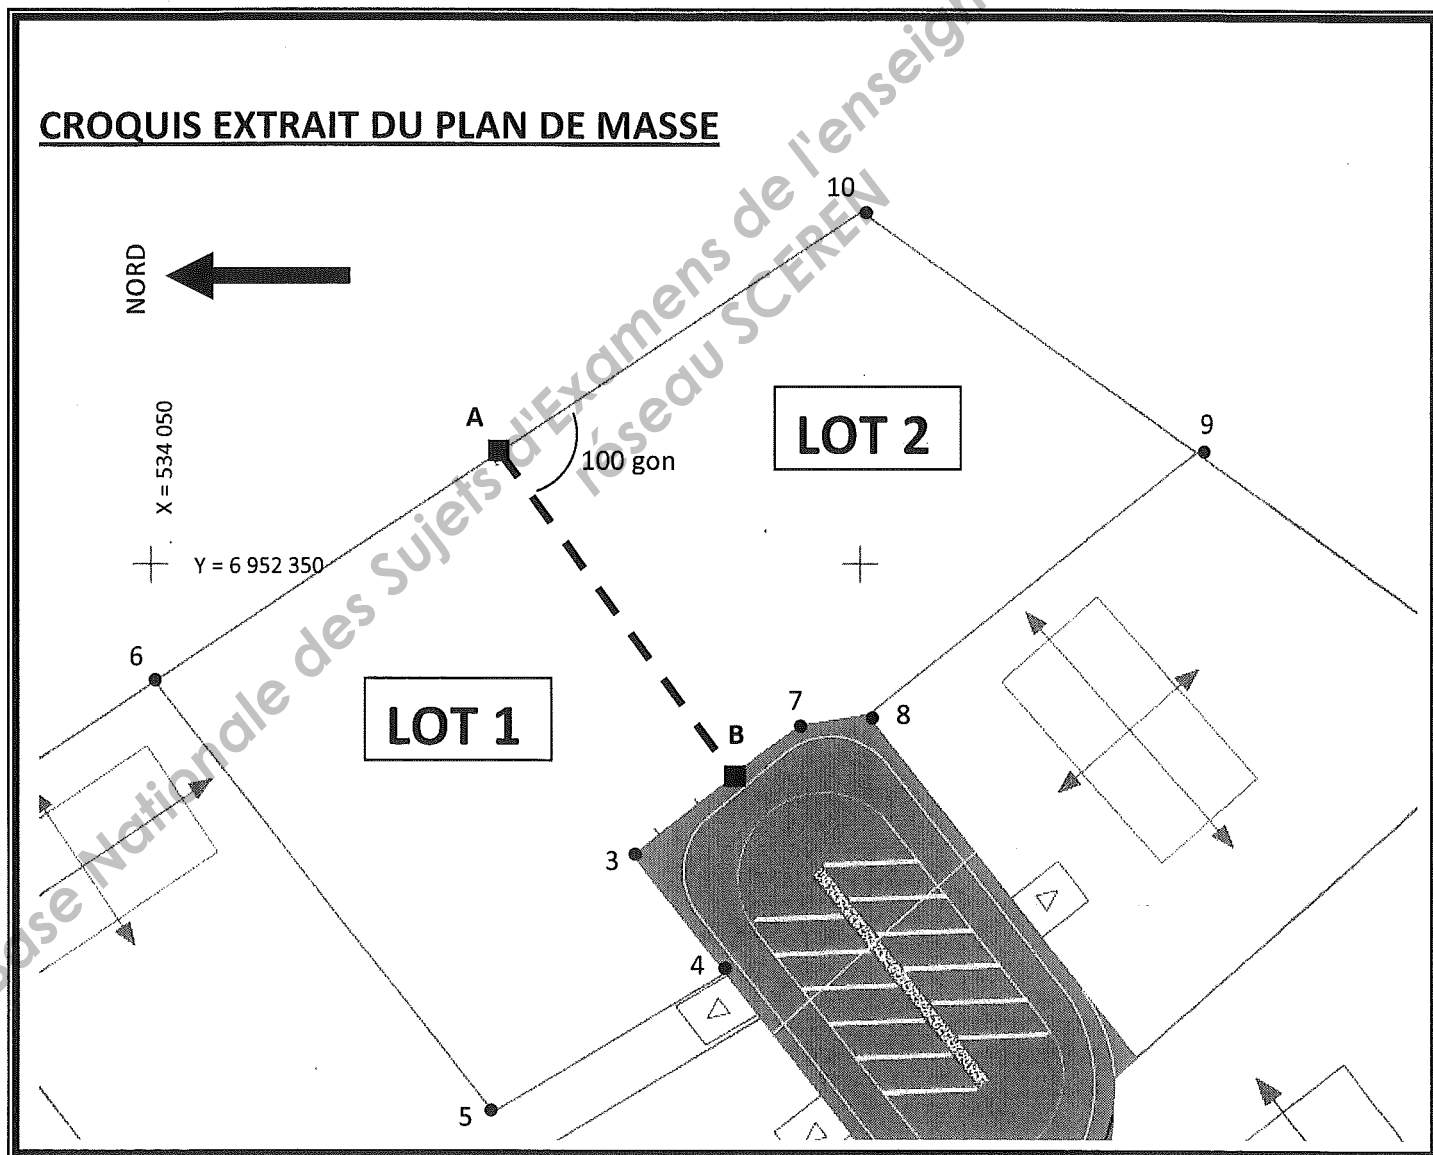 CROQUIS EXTRAIT DU PLAN DE MASSE
NORD
X = 534 050
Y = 6 952 350
10
A
100 gon
LOT 2
9
6
LOT 1
7
8
B
3
4
5
Base Nationale des Sujets d'Examens de l'enseign
réseau SCEREN